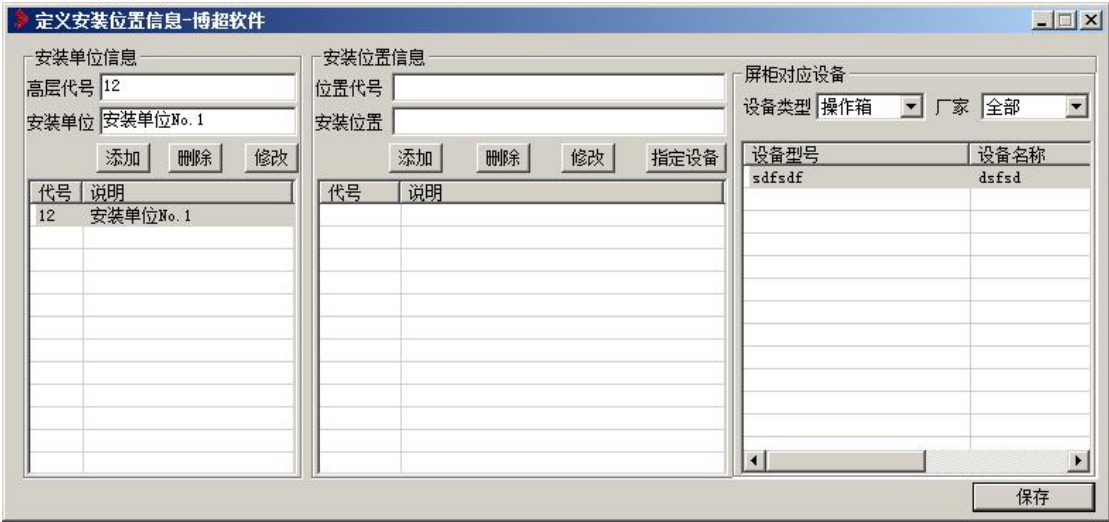 定义安装位置信息-博超软件
安装单位信息
高层代号 12
安装单位 安装单位No.1
添加 删除 修改
代号 说明
12 安装单位No.1
安装位置信息
位置代号
安装位置
添加 删除 修改 指定设备
代号 说明
屏柜对应设备
设备类型 操作箱 厂家 全部
设备型号 设备名称
sdfsdf dsfsd
保存